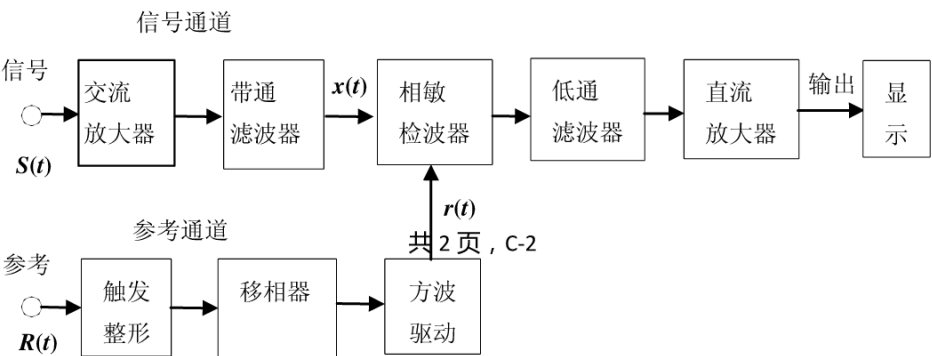 信号通道
信号
S(t)
交流
放大器
带通
滤波器
x(t)
相敏
检波器
低通
滤波器
直流
放大器
输出
显
示
r(t)
共 2 页，C-2
参考通道
参考
R(t)
触发
整形
移相器
方波
驱动